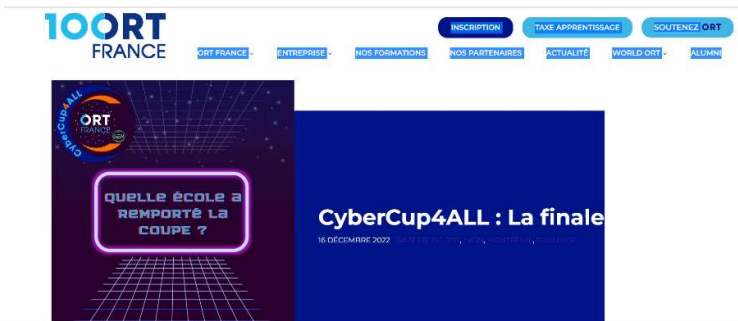 100RT
FRANCE
INSCRIPTION
TAXE APPRENTISSAGE
SOUTENEZ ORT
ORT FRANCE
ENTREPRISE
NOS FORMATIONS
NOS PARTENAIRES
ACTUALITÉ
WORLD ORT
ALUMNI
CyberCup4ALL
ORT
FRANCE
QUELLE ÉCOLE A
REMPORTÉ LA
COUPE ?
CyberCup4ALL : La finale
16 DÉCEMBRE 2022